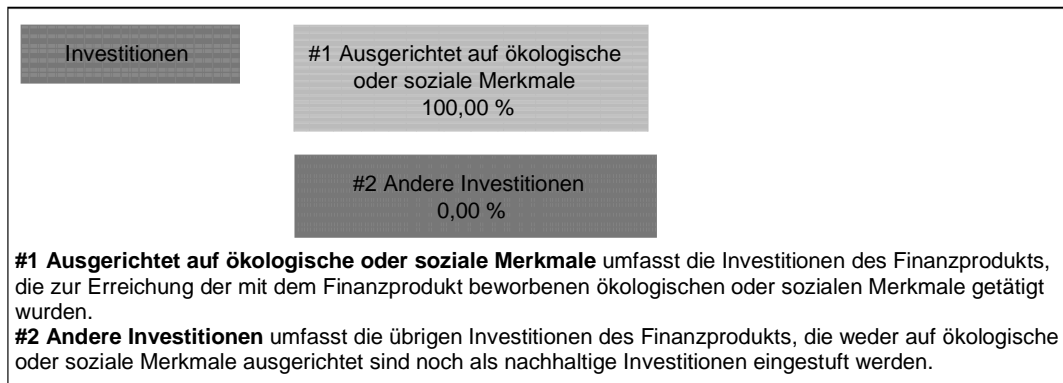 Investitionen
#1 Ausgerichtet auf ökologische
oder soziale Merkmale
100,00 %
#2 Andere Investitionen
0,00 %
#1 Ausgerichtet auf ökologische oder soziale Merkmale umfasst die Investitionen des Finanzprodukts,
die zur Erreichung der mit dem Finanzprodukt beworbenen ökologischen oder sozialen Merkmale getätigt
wurden.
#2 Andere Investitionen umfasst die übrigen Investitionen des Finanzprodukts, die weder auf ökologische
oder soziale Merkmale ausgerichtet sind noch als nachhaltige Investitionen eingestuft werden.